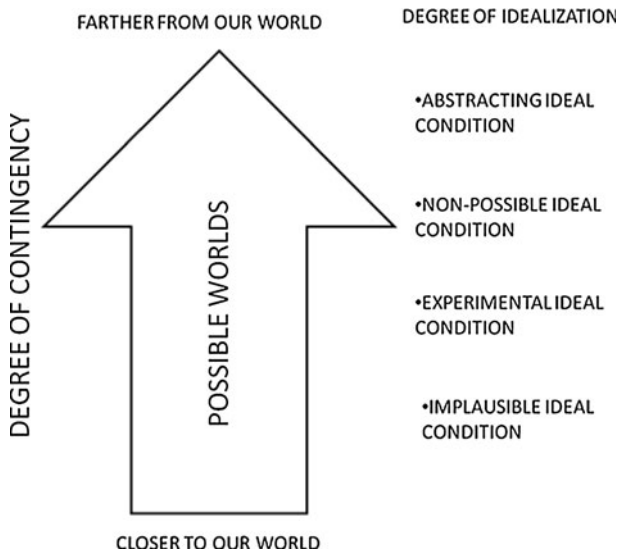 FARTHER FROM OUR WORLD
DEGREE OF IDEALIZATION
DEGREE OF CONTINGENCY
POSSIBLE WORLDS
•ABSTRACTING IDEAL
CONDITION
•NON-POSSIBLE IDEAL
CONDITION
•EXPERIMENTAL IDEAL
CONDITION
•IMPLAUSIBLE IDEAL
CONDITION
CLOSER TO OUR WORLD